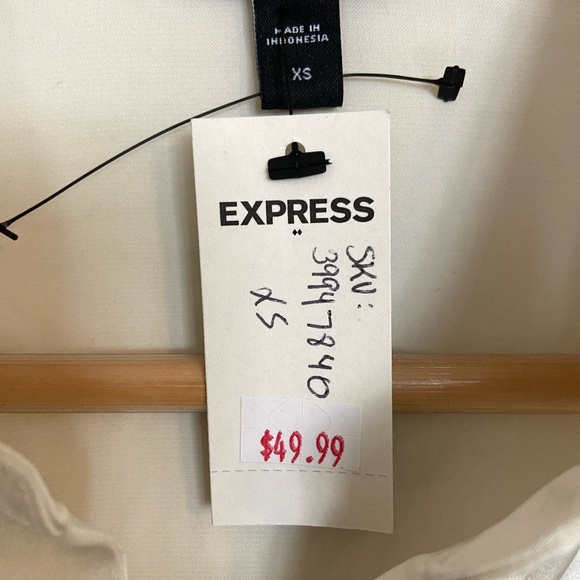 MADE IN
INDONESIA
XS
EXPRESS
SKU:
39947840
XS
$49.99